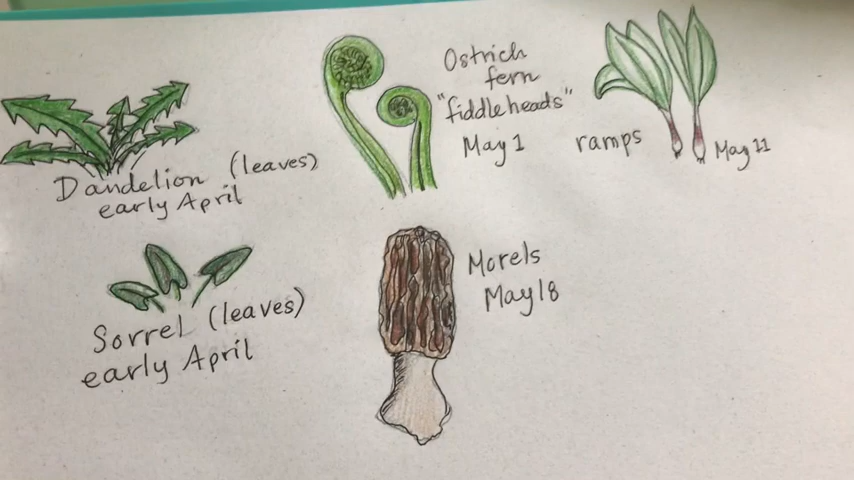 Dandelion (leaves)
early April
Ostrich
fern
"fiddleheads"
May 1
ramps
May 11
Sorrel (leaves)
early April
Morels
May 18